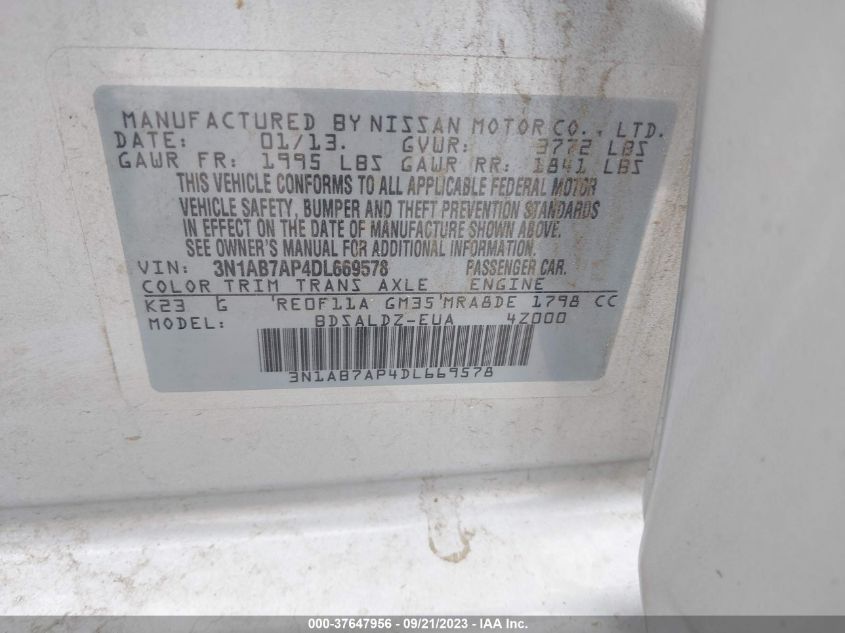 MANUFACTURED BY NISSAN MOTOR CO., LTD.
DATE: 01/13. GVWR: 3772 LBS
GAWR FR: 1995 LBS GAWR RR: 1841 LBS
THIS VEHICLE CONFORMS TO ALL APPLICABLE FEDERAL MOTOR
VEHICLE SAFETY, BUMPER AND THEFT PREVENTION STANDARDS
IN EFFECT ON THE DATE OF MANUFACTURE SHOWN ABOVE.
SEE OWNER'S MANUAL FOR ADDITIONAL INFORMATION.
VIN: 3N1AB7AP4DL669578 PASSENGER CAR.
COLOR TRIM TRANS AXLE ENGINE
K23 G RE0F11A GM35 MRA8DE 1798 CC
MODEL: BDSALDZ-EUA 4Z000
3N1AB7AP4DL669578
000-37647956 - 09/21/2023 - IAA Inc.